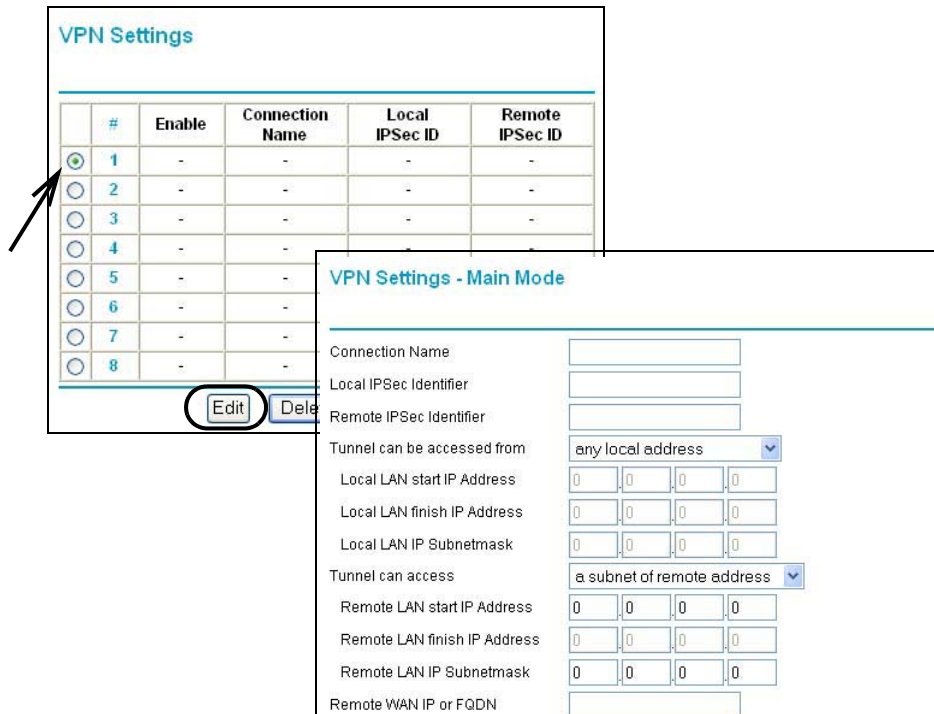 VPN Settings
# Enable Connection Name Local IPSec ID Remote IPSec ID
1 - - - -
2 - - - -
3 - - - -
4 - - - -
5 - -
6 - -
7 - -
8 - -
Edit
VPN Settings - Main Mode
Connection Name
Local IPSec Identifier
Remote IPSec Identifier
Tunnel can be accessed from any local address
Local LAN start IP Address 0 . 0 . 0 . 0
Local LAN finish IP Address 0 . 0 . 0 . 0
Local LAN IP Subnetmask 0 . 0 . 0 . 0
Tunnel can access a subnet of remote address
Remote LAN start IP Address 0 . 0 . 0 . 0
Remote LAN finish IP Address 0 . 0 . 0 . 0
Remote LAN IP Subnetmask 0 . 0 . 0 . 0
Remote WAN IP or FQDN